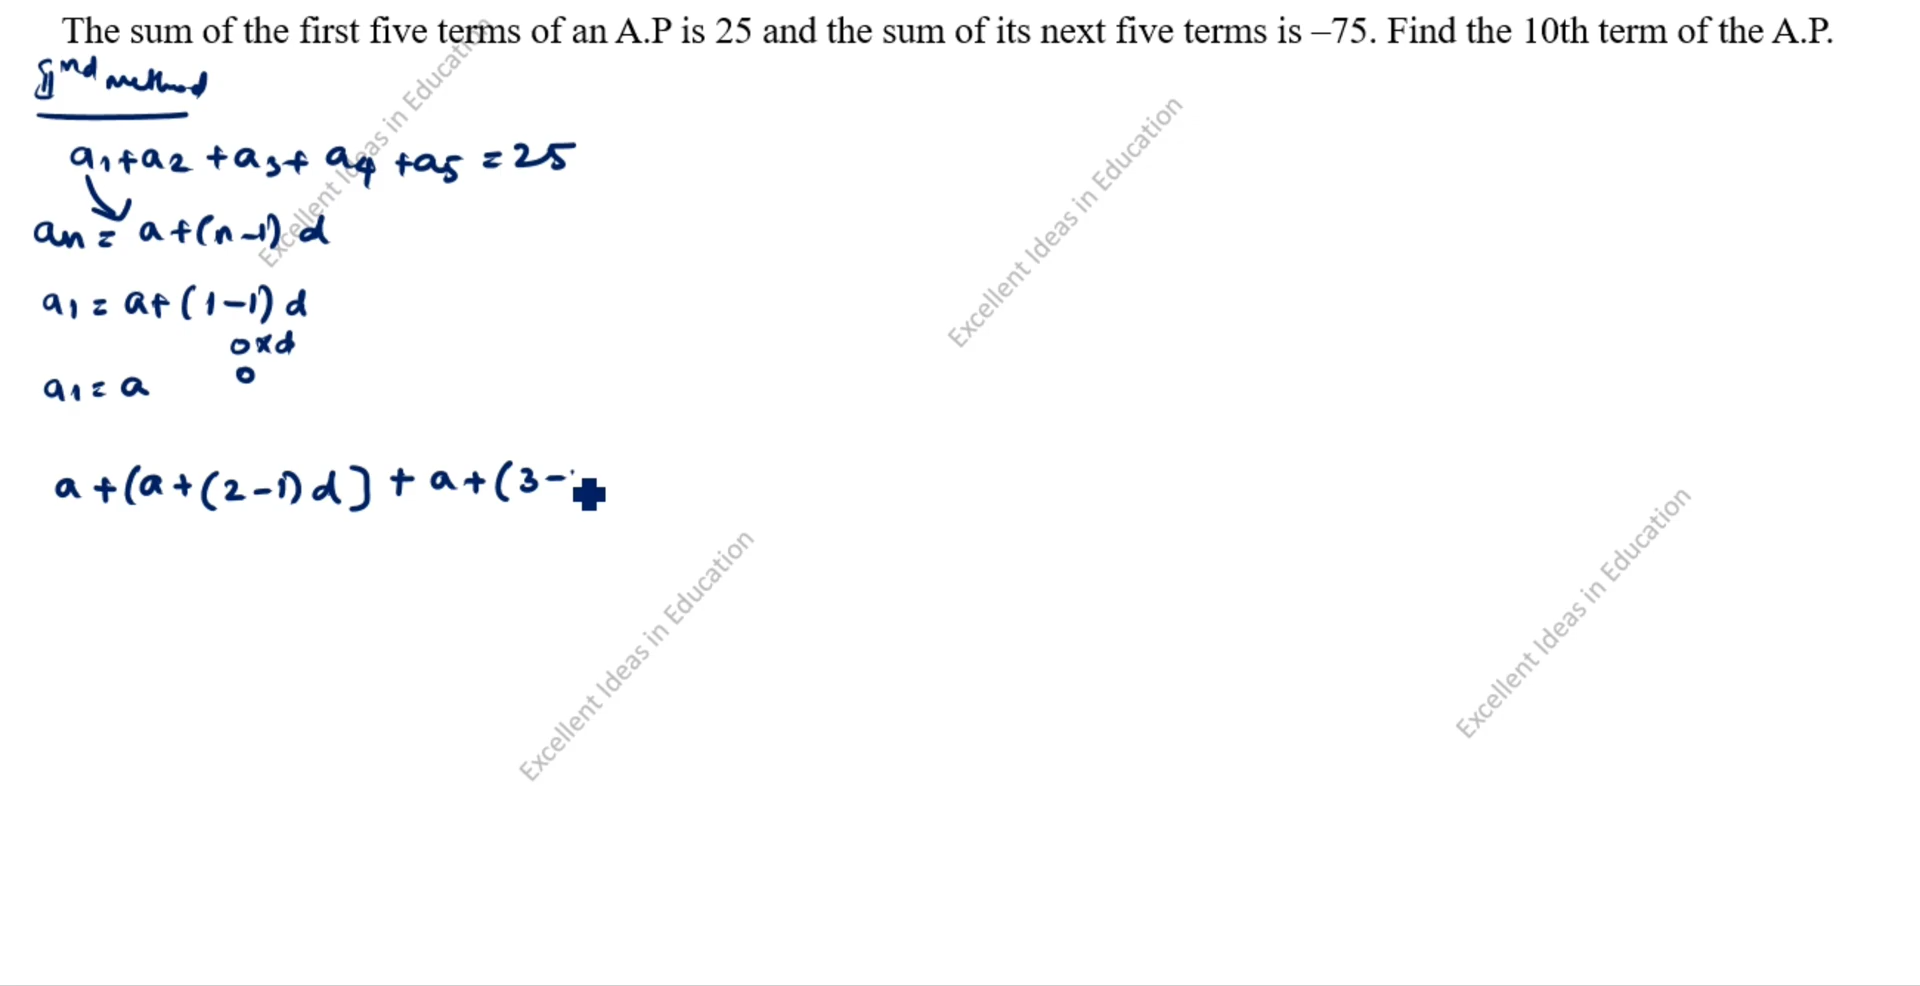 The sum of the first five terms of an A.P is 25 and the sum of its next five terms is –75. Find the 10th term of the A.P.
IInd method
a1+a2+a3+a4+a5=25
an=a+(n-1)d
a1=a+(1-1)d
0xd
0
a1=a
a+(a+(2-1)d]+a+(3-
Excellent Ideas in Education
Excellent Ideas in Education
Excellent Ideas in Education
Excellent Ideas in Education